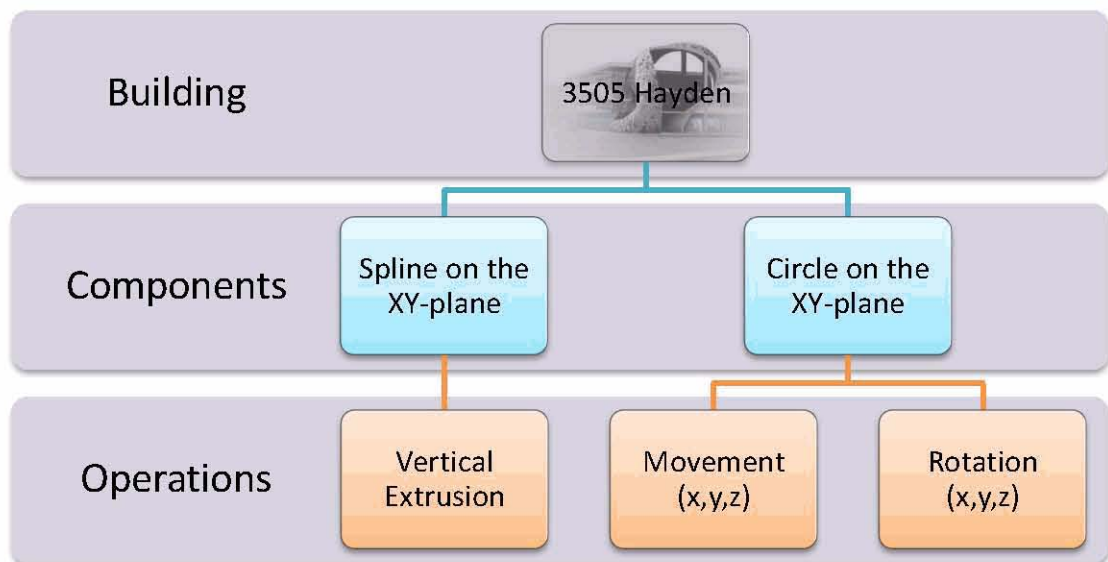 Building
3505 Hayden
Components
Spline on the
XY-plane
Circle on the
XY-plane
Operations
Vertical
Extrusion
Movement
(x,y,z)
Rotation
(x,y,z)